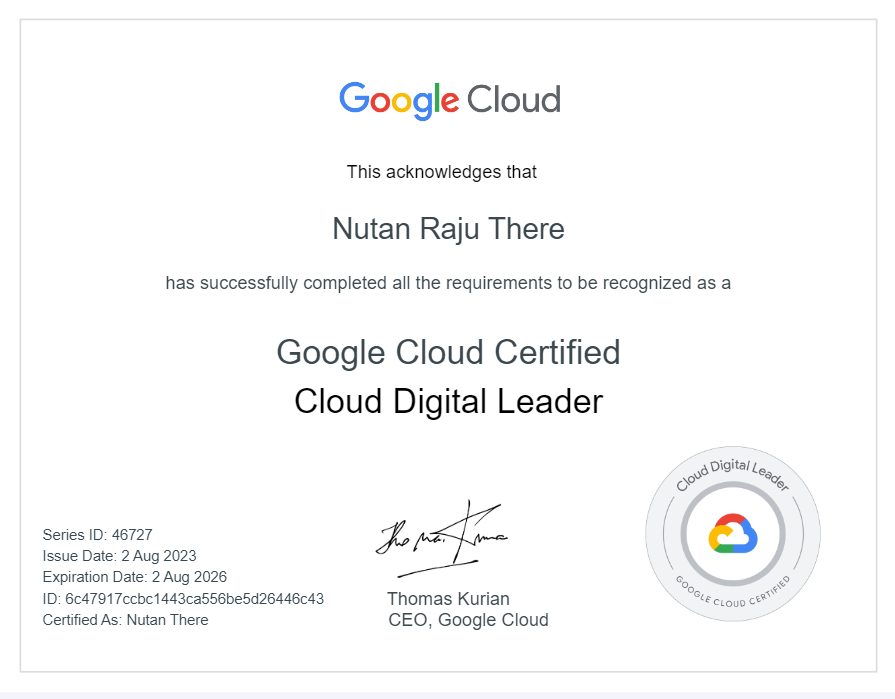 Google Cloud
This acknowledges that
Nutan Raju There
has successfully completed all the requirements to be recognized as a
Google Cloud Certified
Cloud Digital Leader
Series ID: 46727
Issue Date: 2 Aug 2023
Expiration Date: 2 Aug 2026
ID: 6c47917ccbc1443ca556be5d26446c43
Certified As: Nutan There
Thomas Kurian
CEO, Google Cloud
Cloud Digital Leader
GOOGLE CLOUD CERTIFIED